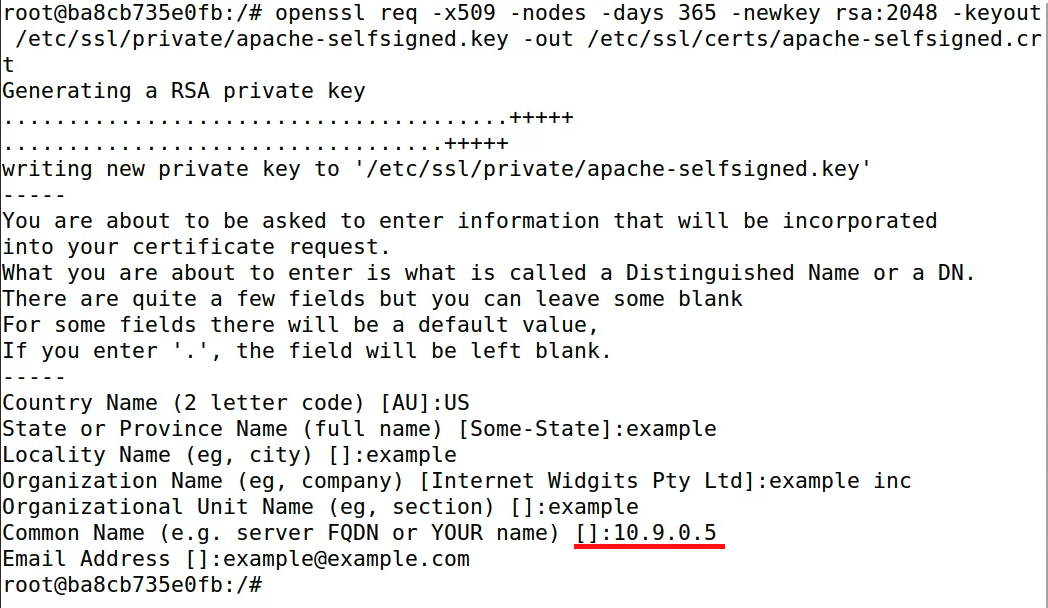 root@ba8cb735e0fb:/# openssl req -x509 -nodes -days 365 -newkey rsa:2048 -keyout
 /etc/ssl/private/apache-selfsigned.key -out /etc/ssl/certs/apache-selfsigned.cr
t
Generating a RSA private key
.......................................+++++
..................................+++++
writing new private key to '/etc/ssl/private/apache-selfsigned.key'
-----
You are about to be asked to enter information that will be incorporated
into your certificate request.
What you are about to enter is what is called a Distinguished Name or a DN.
There are quite a few fields but you can leave some blank
For some fields there will be a default value,
If you enter '.', the field will be left blank.
-----
Country Name (2 letter code) [AU]:US
State or Province Name (full name) [Some-State]:example
Locality Name (eg, city) []:example
Organization Name (eg, company) [Internet Widgits Pty Ltd]:example inc
Organizational Unit Name (eg, section) []:example
Common Name (e.g. server FQDN or YOUR name) []:10.9.0.5
Email Address []:example@example.com
root@ba8cb735e0fb:/#